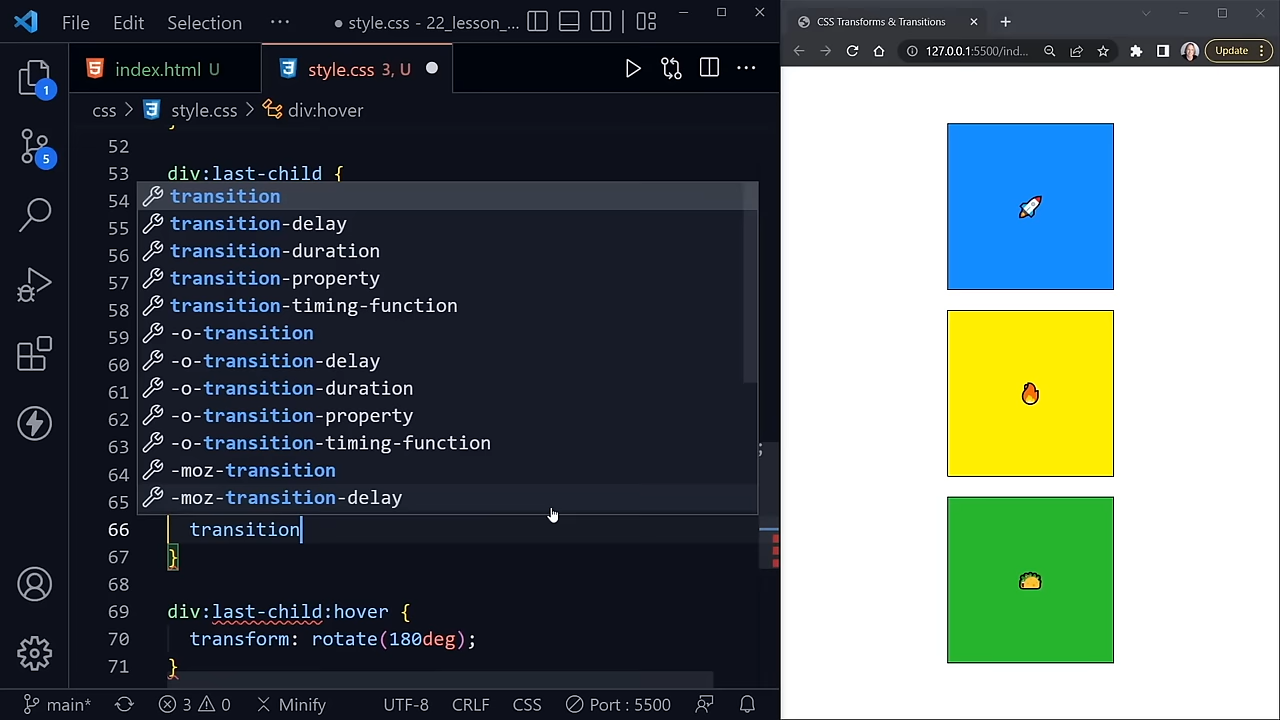 File Edit Selection ··· ● style.css - 22_lesson_...
index.html U style.css 3, U ●
css > style.css > div:hover
52
53 div:last-child {
54 transition
55 transition-delay
56 transition-duration
57 transition-property
58 transition-timing-function
59 -o-transition
60 -o-transition-delay
61 -o-transition-duration
62 -o-transition-property
63 -o-transition-timing-function ;
64 -moz-transition
65 -moz-transition-delay
66 transition
67 }
68
69 div:last-child:hover {
70 transform: rotate(180deg);
71 }
1
5
main* 3 0 Minify UTF-8 CRLF CSS Port : 5500
CSS Transforms & Transitions
127.0.0.1:5500/ind... Update